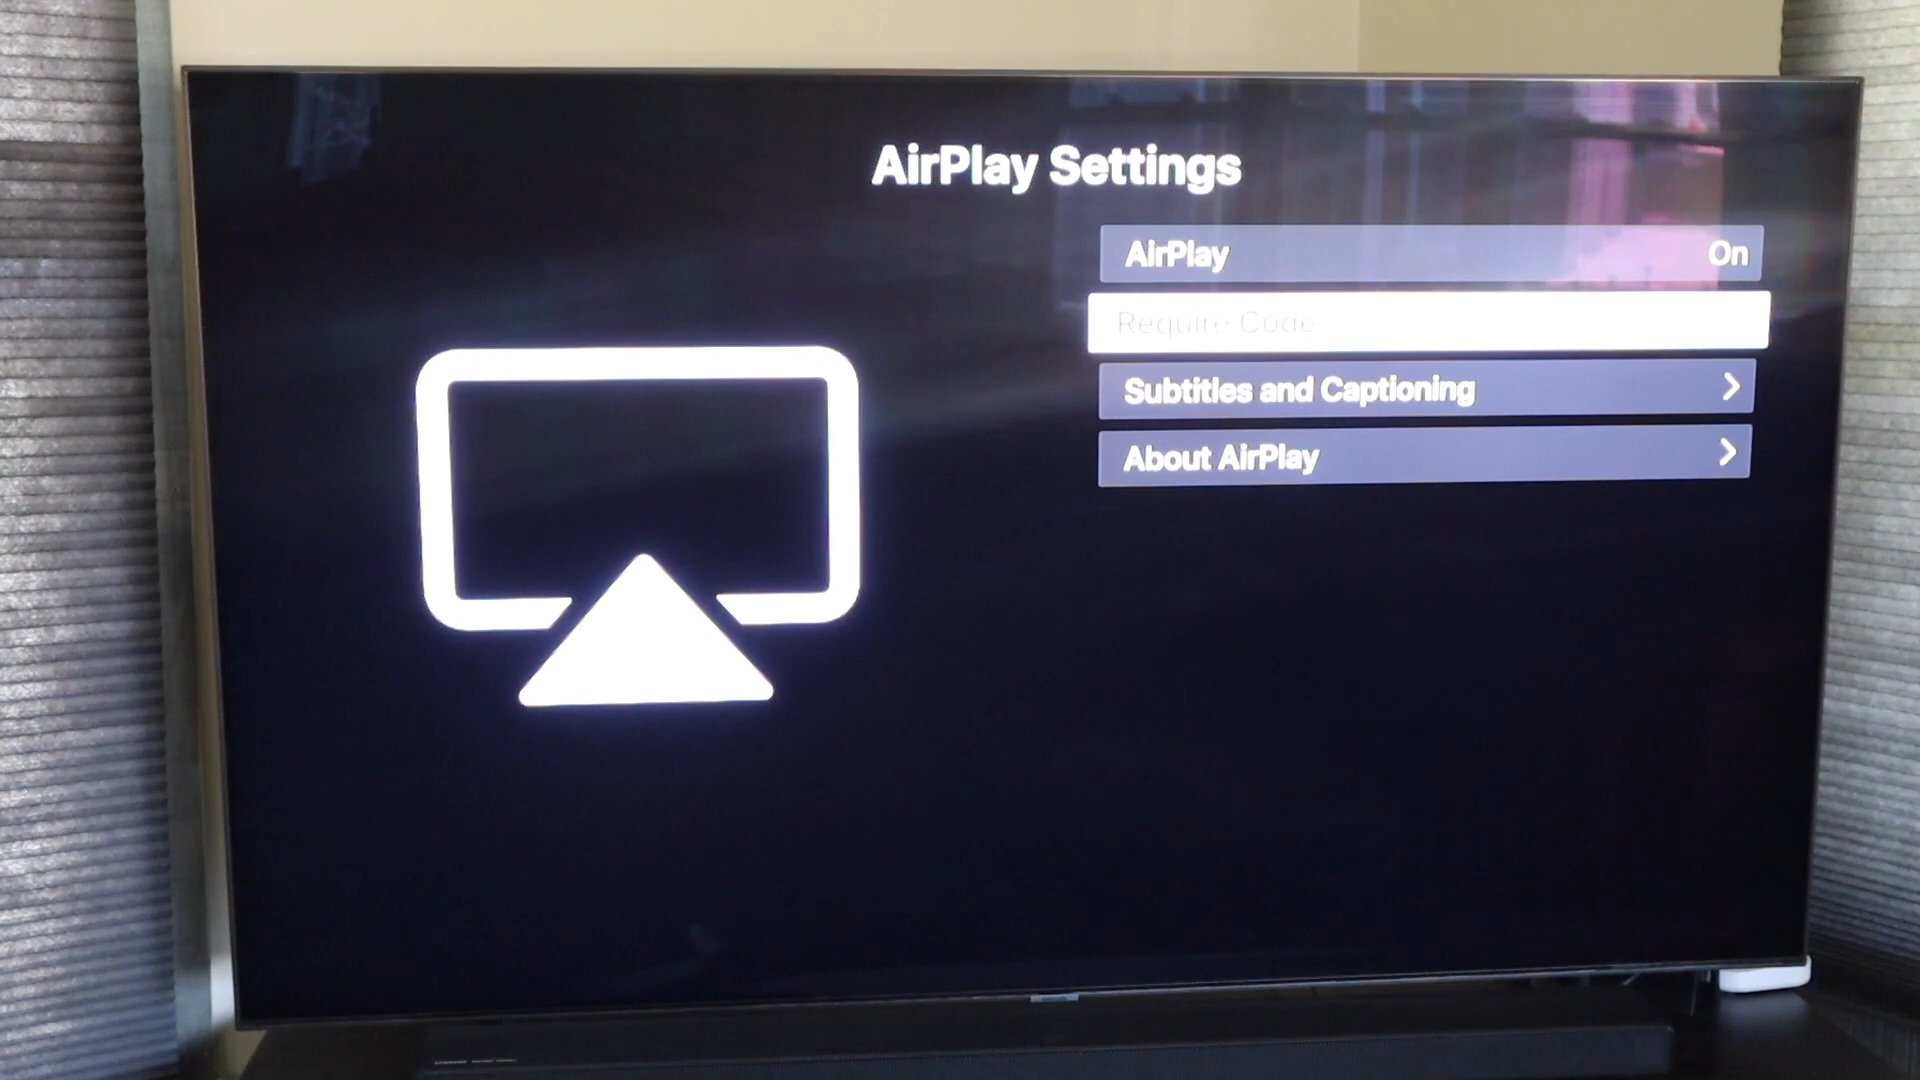 AirPlay Settings
AirPlay On
Require Code
Subtitles and Captioning
About AirPlay